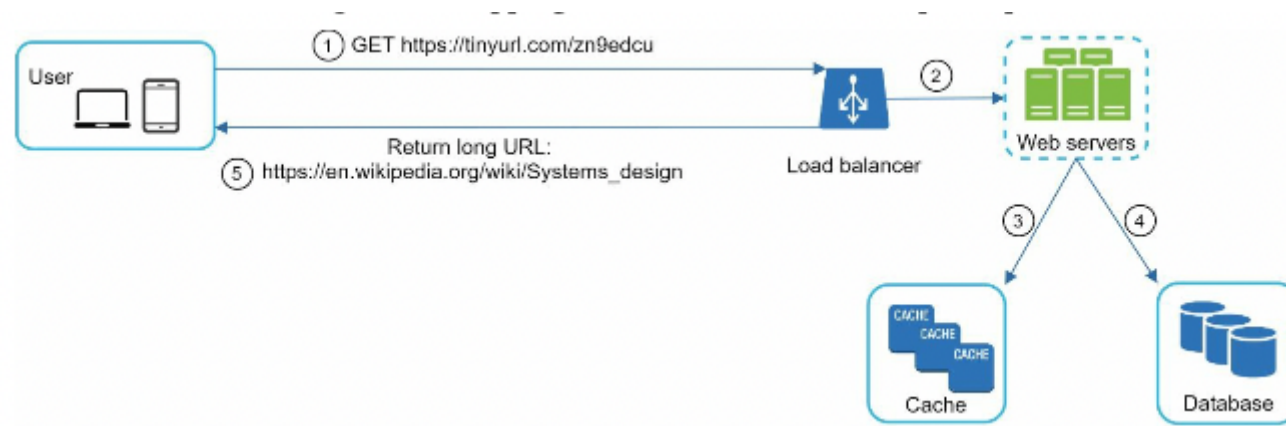 1 GET https://tinyurl.com/zn9edcu
User
2
Return long URL:
5 https://en.wikipedia.org/wiki/Systems_design
Load balancer
Web servers
3
4
CACHE
CACHE
CACHE
Cache
Database